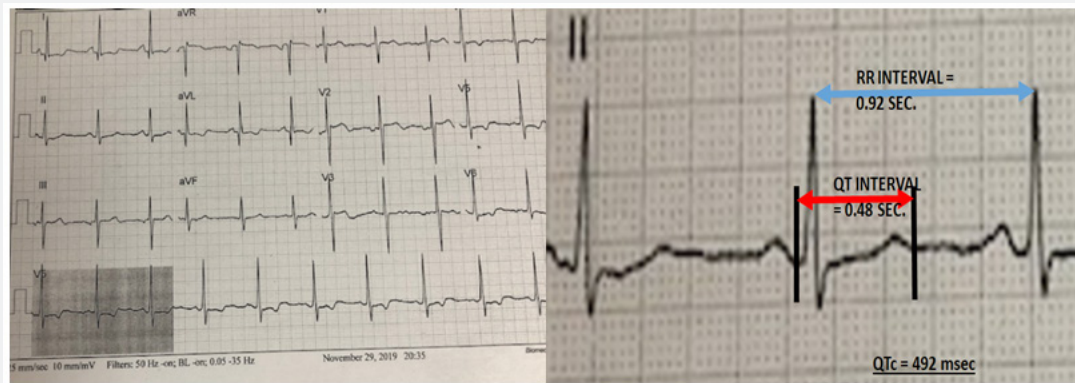 I
aVR
V1
II
aVL
V2
V5
III
aVF
V3
V6
V5
5 mm/sec 10 mm/mV Filters: 50 Hz -on; BL -on; 0.05 -35 Hz November 29, 2019 20:35
II
RR INTERVAL =
0.92 SEC.
QT INTERVAL
= 0.48 SEC.
QTc = 492 msec